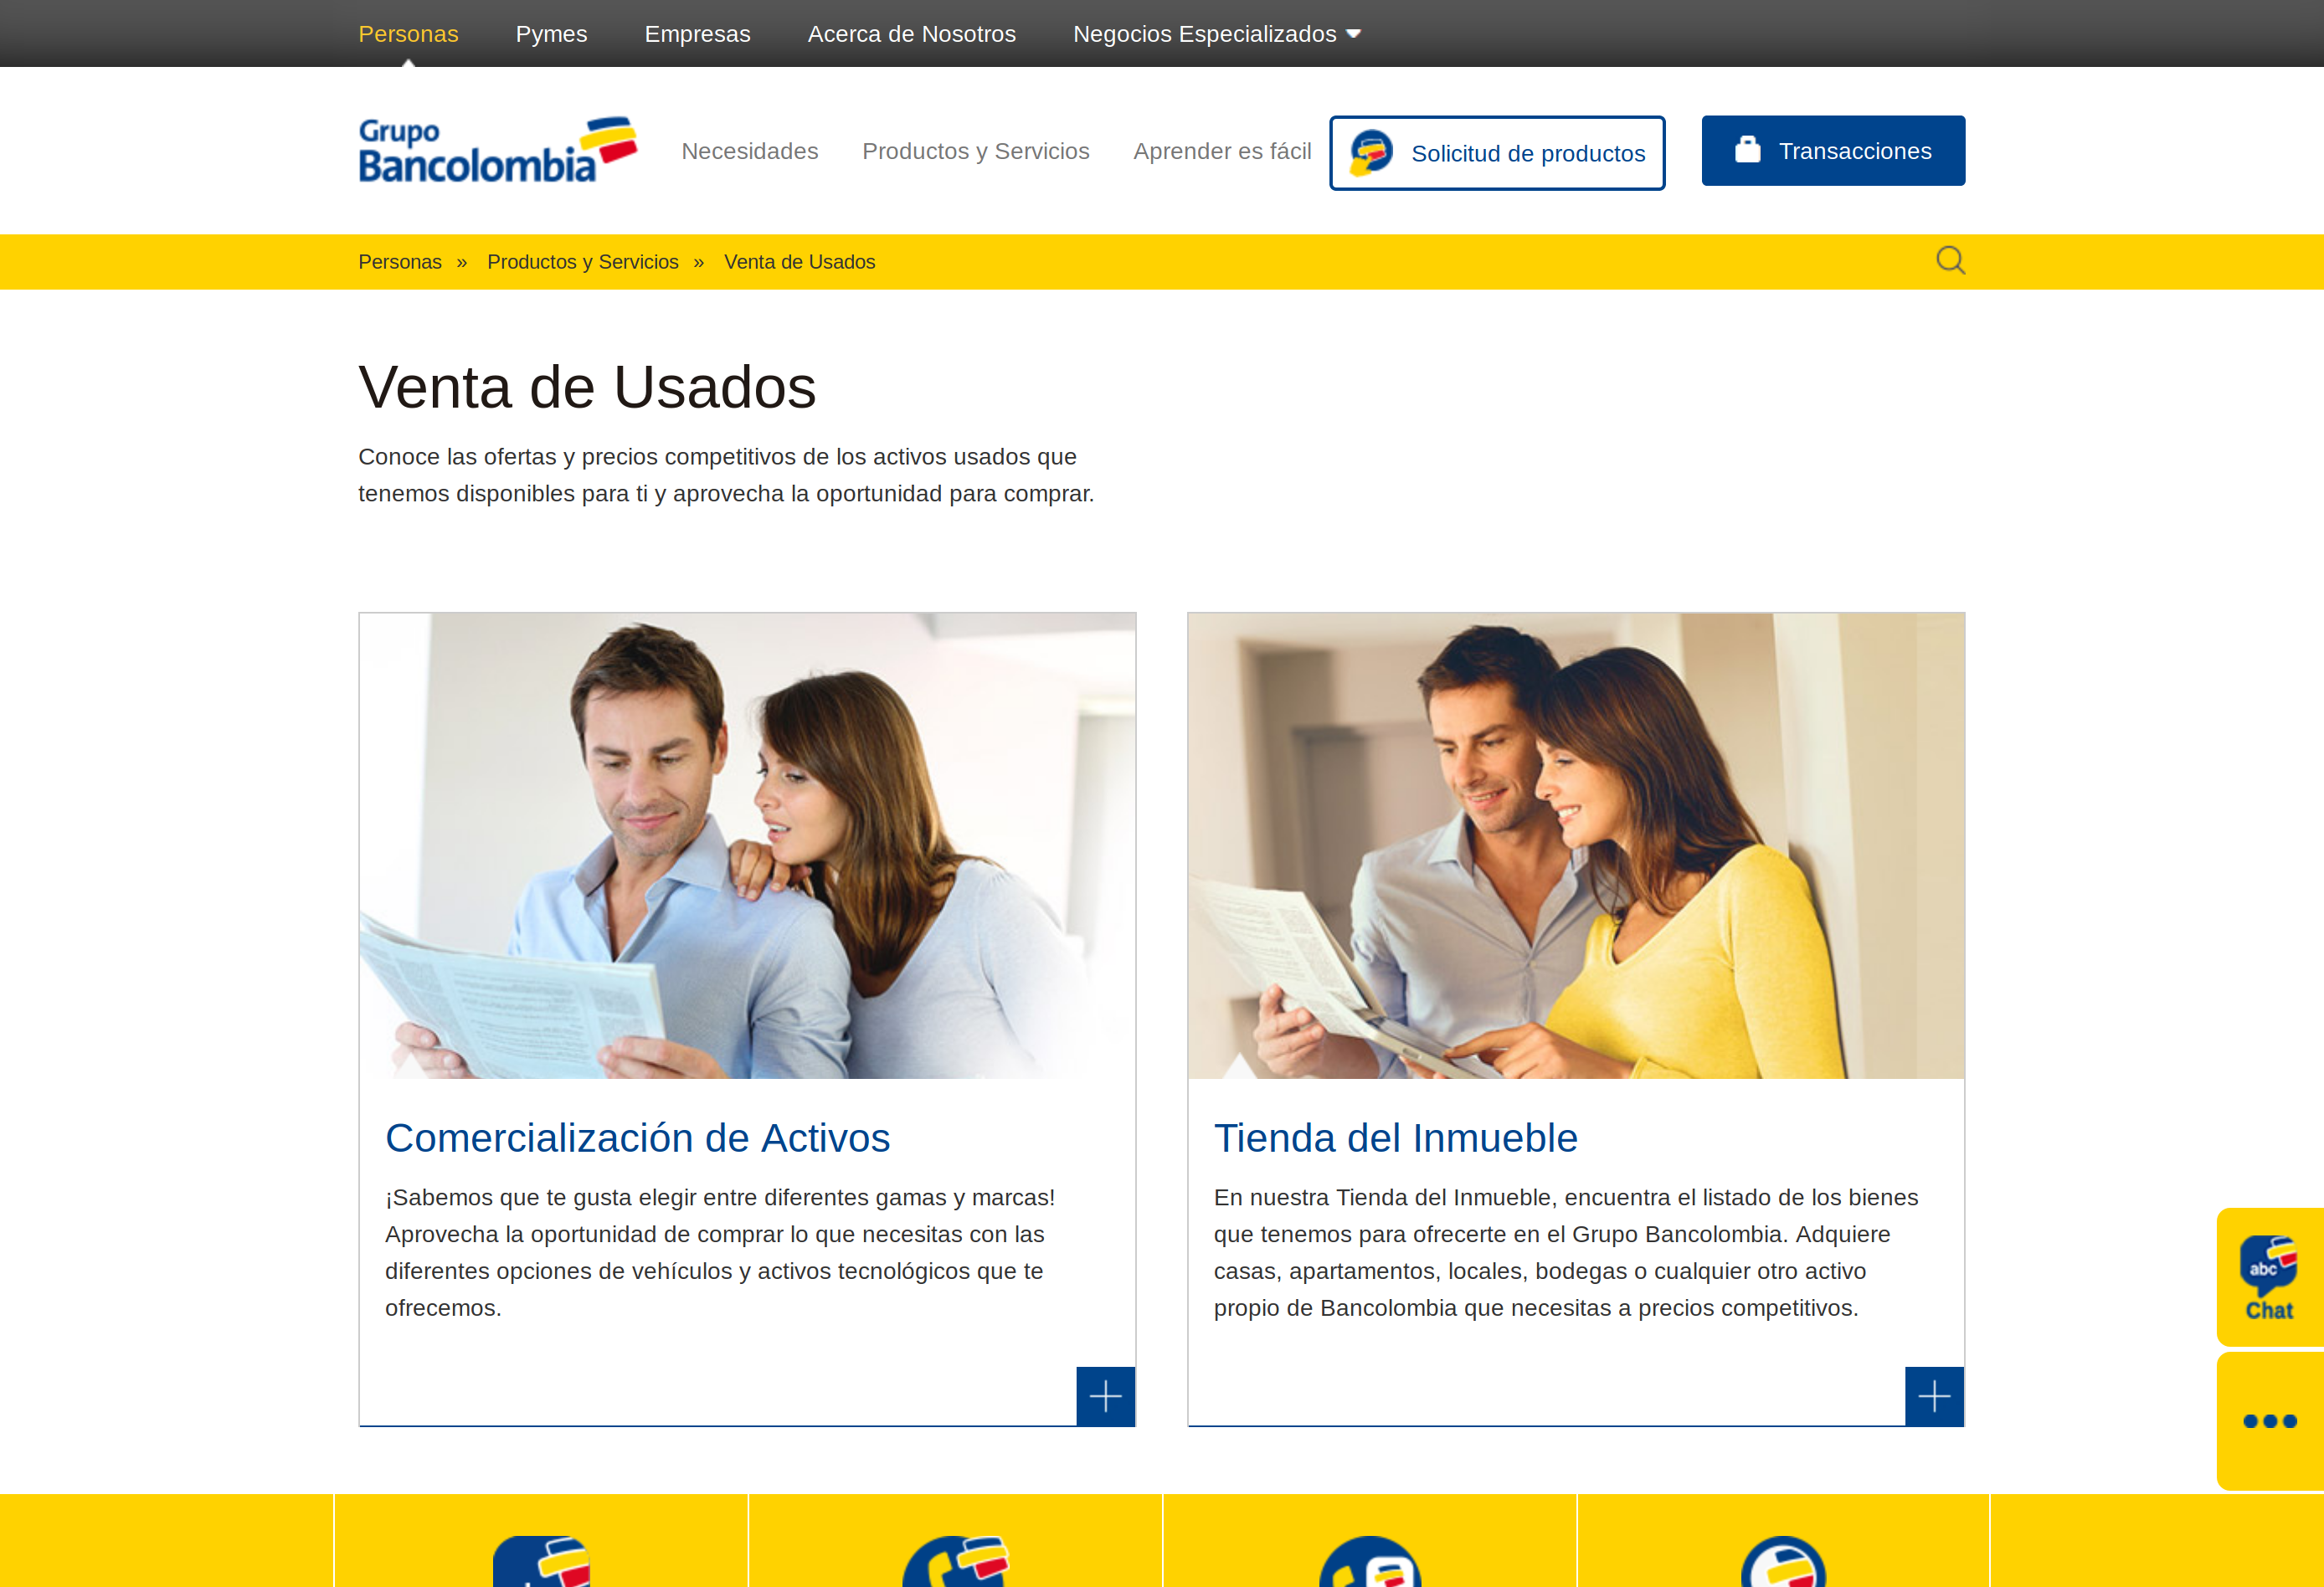 Personas Pymes Empresas Acerca de Nosotros Negocios Especializados
Grupo
Bancolombia
Necesidades Productos y Servicios Aprender es fácil Solicitud de productos Transacciones
Personas » Productos y Servicios » Venta de Usados
Venta de Usados
Conoce las ofertas y precios competitivos de los activos usados que
tenemos disponibles para ti y aprovecha la oportunidad para comprar.
Comercialización de Activos
¡Sabemos que te gusta elegir entre diferentes gamas y marcas!
Aprovecha la oportunidad de comprar lo que necesitas con las
diferentes opciones de vehículos y activos tecnológicos que te
ofrecemos.
Tienda del Inmueble
En nuestra Tienda del Inmueble, encuentra el listado de los bienes
que tenemos para ofrecerte en el Grupo Bancolombia. Adquiere
casas, apartamentos, locales, bodegas o cualquier otro activo
propio de Bancolombia que necesitas a precios competitivos.
abc
Chat